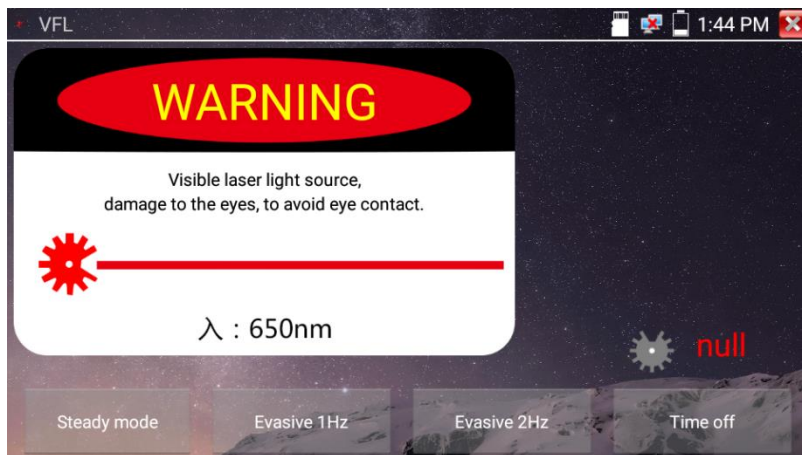 VFL
1:44 PM
WARNING
Visible laser light source,
damage to the eyes, to avoid eye contact.
入：650nm
null
Steady mode
Evasive 1Hz
Evasive 2Hz
Time off